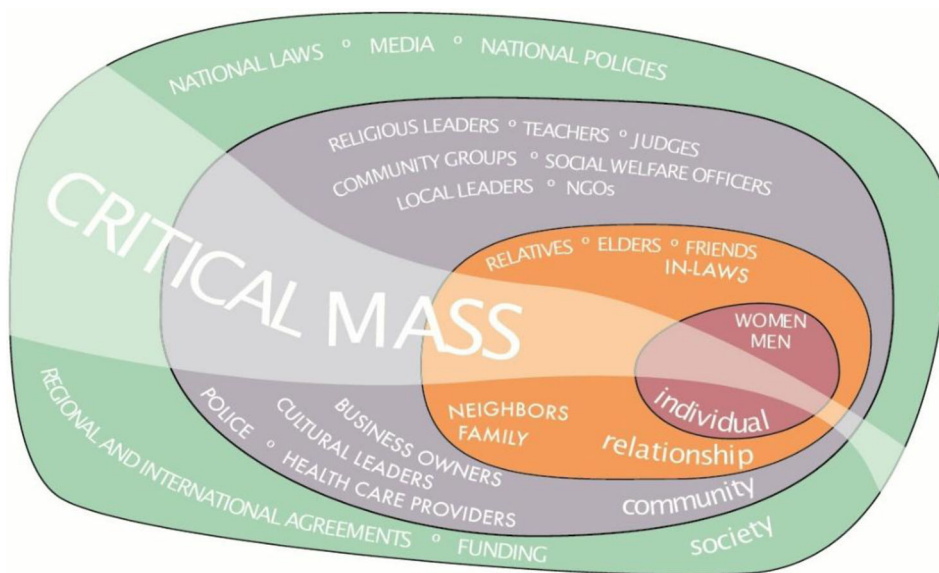 NATIONAL LAWS ° MEDIA ° NATIONAL POLICIES
RELIGIOUS LEADERS ° TEACHERS ° JUDGES
COMMUNITY GROUPS ° SOCIAL WELFARE OFFICERS
LOCAL LEADERS ° NGOs
RELATIVES ° ELDERS ° FRIENDS
IN-LAWS
WOMEN
MEN
CRITICAL MASS
individual
NEIGHBORS
FAMILY
relationship
BUSINESS OWNERS
CULTURAL LEADERS
POLICE ° HEALTH CARE PROVIDERS
community
REGIONAL AND INTERNATIONAL AGREEMENTS ° FUNDING
society